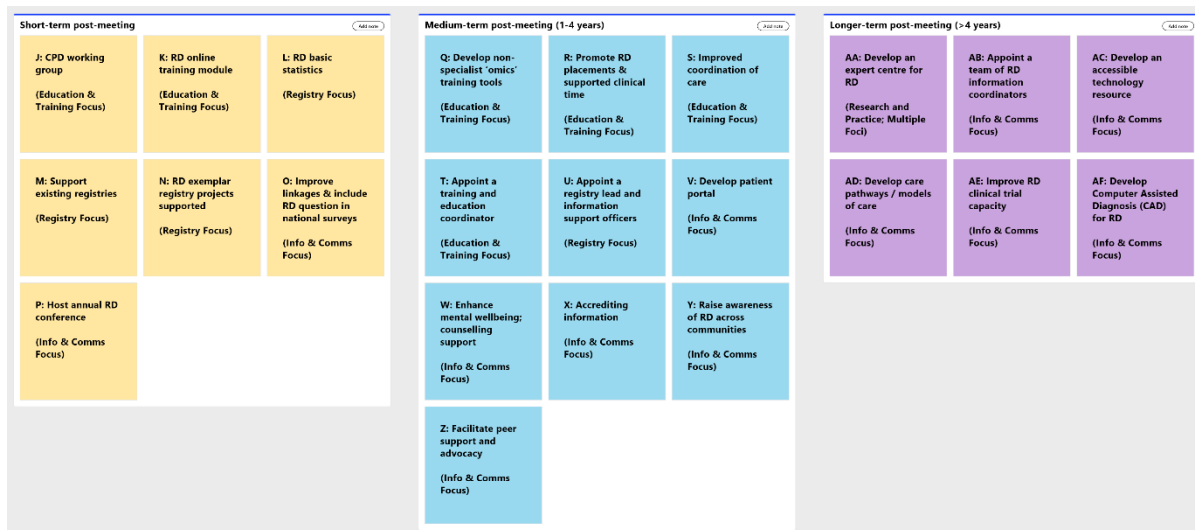 Short-term post-meeting
Add note
J: CPD working
group
(Education &
Training Focus)
K: RD online
training module
(Education &
Training Focus)
L: RD basic
statistics
(Registry Focus)
M: Support
existing registries
(Registry Focus)
N: RD exemplar
registry projects
supported
(Registry Focus)
O: Improve
linkages & include
RD question in
national surveys
(Info & Comms
Focus)
P: Host annual RD
conference
(Info & Comms
Focus)
Medium-term post-meeting (1-4 years)
Add note
Q: Develop non-
specialist ‘omics’
training tools
(Education &
Training Focus)
R: Promote RD
placements &
supported clinical
time
(Education &
Training Focus)
S: Improved
coordination of
care
(Education &
Training Focus)
T: Appoint a
training and
education
coordinator
(Education &
Training Focus)
U: Appoint a
registry lead and
information
support officers
(Registry Focus)
V: Develop patient
portal
(Info & Comms
Focus)
W: Enhance
mental wellbeing;
counselling
support
(Info & Comms
Focus)
X: Accrediting
information
(Info & Comms
Focus)
Y: Raise awareness
of RD across
communities
(Info & Comms
Focus)
Z: Facilitate peer
support and
advocacy
(Info & Comms
Focus)
Longer-term post-meeting (>4 years)
Add note
AA: Develop an
expert centre for
RD
(Research and
Practice; Multiple
Foci)
AB: Appoint a
team of RD
information
coordinators
(Info & Comms
Focus)
AC: Develop an
accessible
technology
resource
(Info & Comms
Focus)
AD: Develop care
pathways / models
of care
(Info & Comms
Focus)
AE: Improve RD
clinical trial
capacity
(Info & Comms
Focus)
AF: Develop
Computer Assisted
Diagnosis (CAD)
for RD
(Info & Comms
Focus)